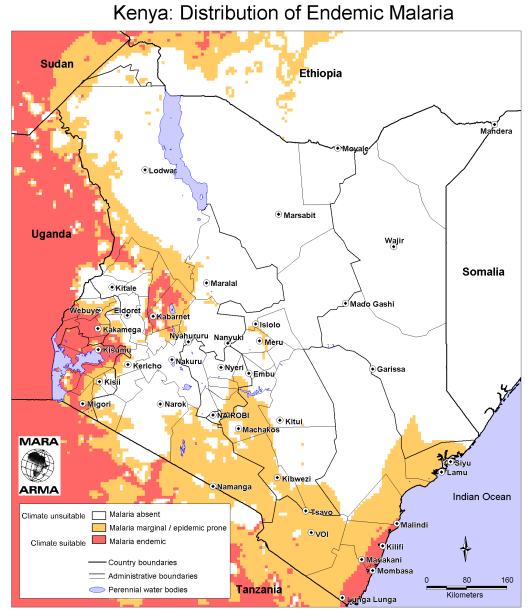 Kenya: Distribution of Endemic Malaria
Sudan
Ethiopia
Mandera
Moyale
Lodwar
Marsabit
Uganda
Wajir
Somalia
Kitale
Maralal
Mado Gashi
Webuye
Eldoret
Kabarnet
Isiolo
Kakamega
Nyahururu
Nanyuki
Meru
Kisumu
Kericho
Nakuru
Nyeri
Embu
Garissa
Kisii
Migori
Narok
NAIROBI
Kitui
Machakos
MARA
ARMA
Siyu
Lamu
Kibwezi
Namanga
Indian Ocean
Tsavo
Malindi
VOI
Kilifi
Mariakani
Mombasa
Tanzania
Lunga Lunga
Climate unsuitable
Malaria absent
Malaria marginal / epidemic prone
Climate suitable
Malaria endemic
Country boundaries
Administrative boundaries
Perennial water bodies
0 80 160
Kilometers